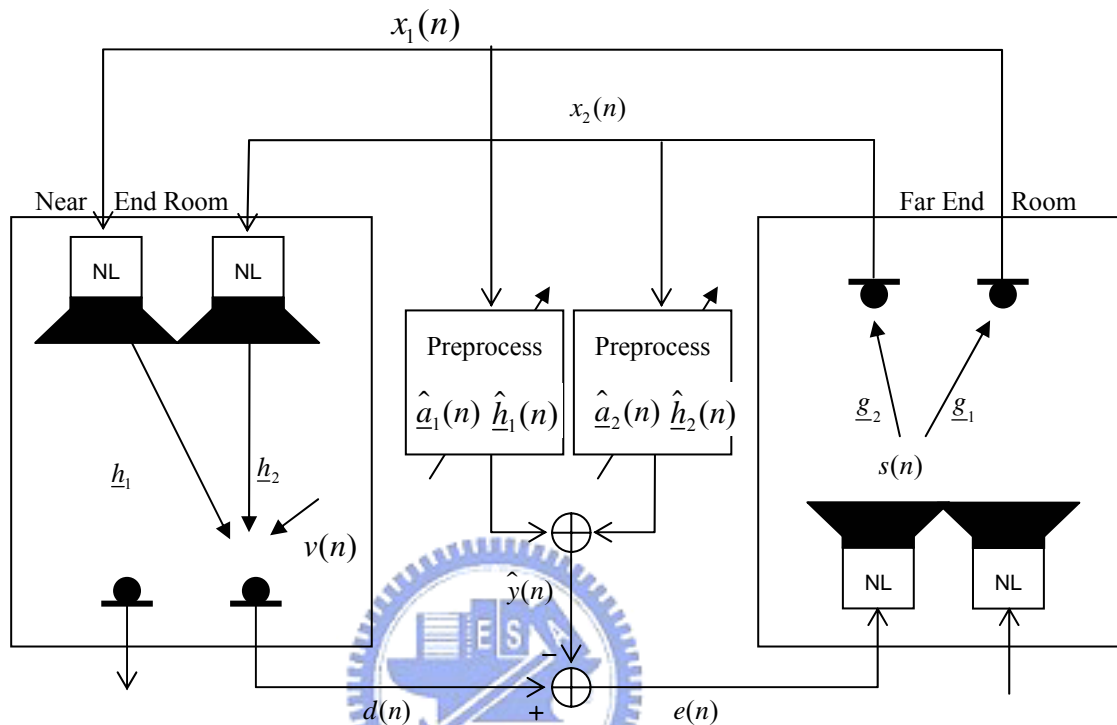 x₁(n)
x₂(n)
Near End Room
Far End Room
NL
NL
Preprocess
Preprocess
â₁(n) ĥ₁(n)
â₂(n) ĥ₂(n)
g₂
g₁
s(n)
h₁
h₂
v(n)
NL
NL
ŷ(n)
E S A
−
+
d(n)
e(n)